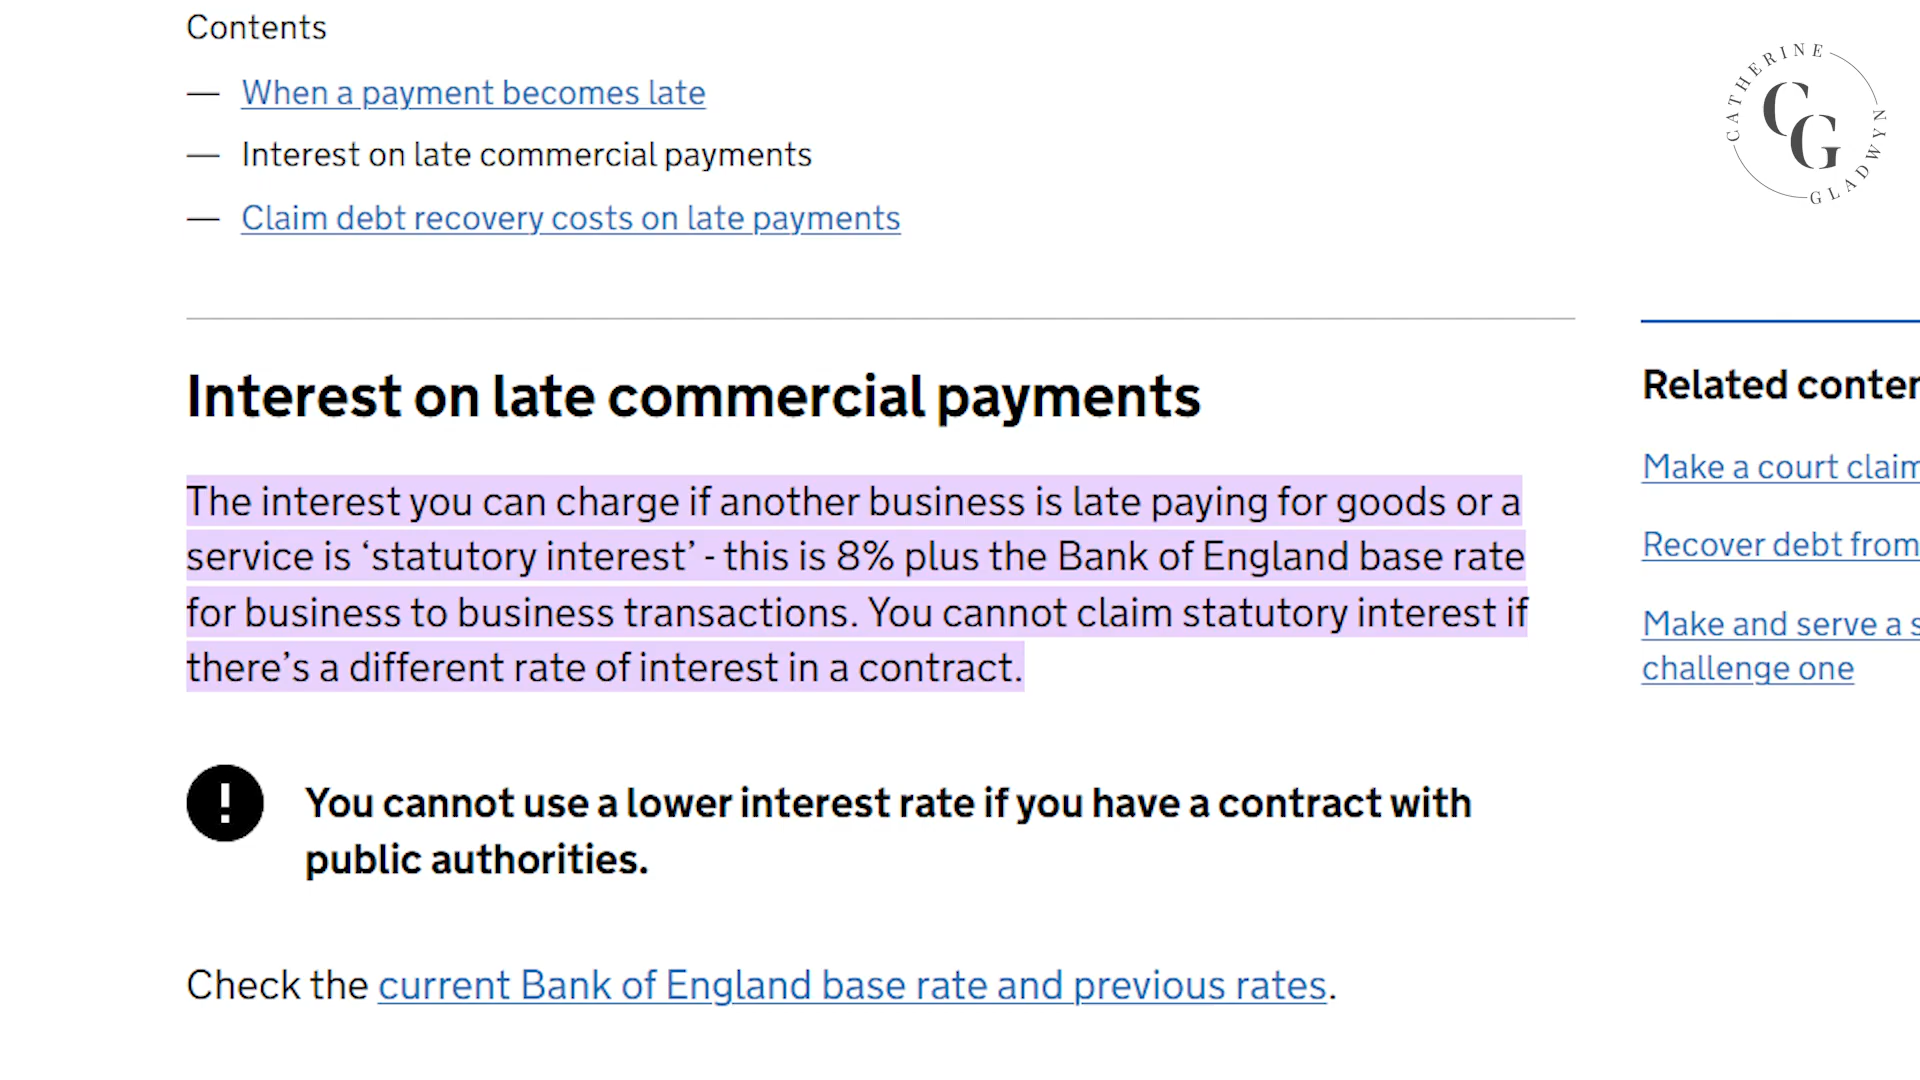 Contents
— When a payment becomes late
— Interest on late commercial payments
— Claim debt recovery costs on late payments
CATHERINE
CG
GLADWYN
Interest on late commercial payments
The interest you can charge if another business is late paying for goods or a
service is ‘statutory interest’ - this is 8% plus the Bank of England base rate
for business to business transactions. You cannot claim statutory interest if
there’s a different rate of interest in a contract.
! You cannot use a lower interest rate if you have a contract with
public authorities.
Check the current Bank of England base rate and previous rates.
Related conten
Make a court claim
Recover debt from
Make and serve a s
challenge one